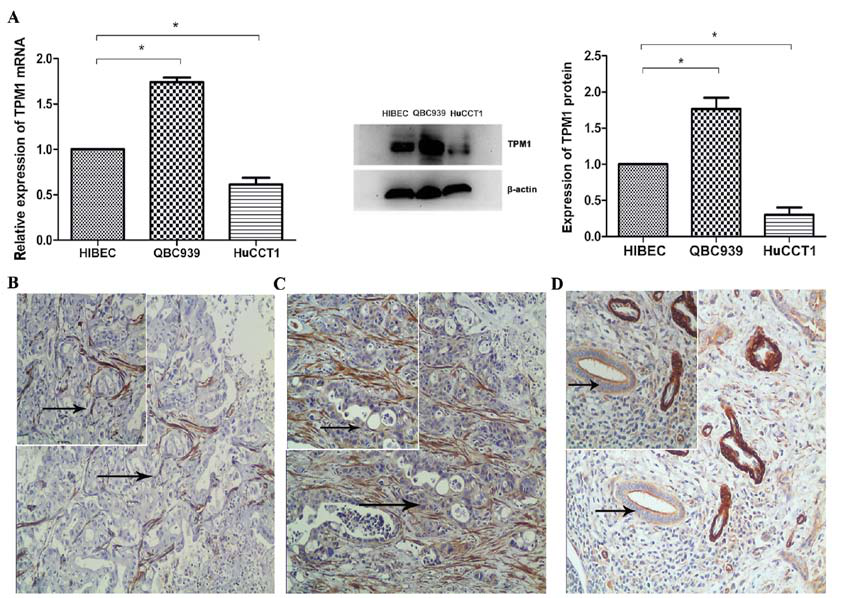 A
Relative expression of TPM1 mRNA
2.0
1.5
1.0
0.5
0.0
*
*
HIBEC QBC939 HuCCT1
HIBEC QBC939 HuCCT1
TPM1
β-actin
Expression of TPM1 protein
2.5
2.0
1.5
1.0
0.5
0.0
*
*
HIBEC QBC939 HuCCT1
B
C
D